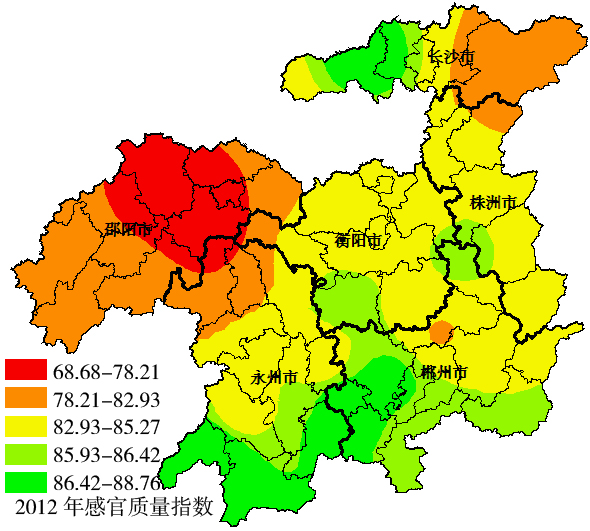 长沙市
株洲市
邵阳市
衡阳市
永州市
郴州市
68.68-78.21
78.21-82.93
82.93-85.27
85.93-86.42
86.42-88.76
2012 年感官质量指数